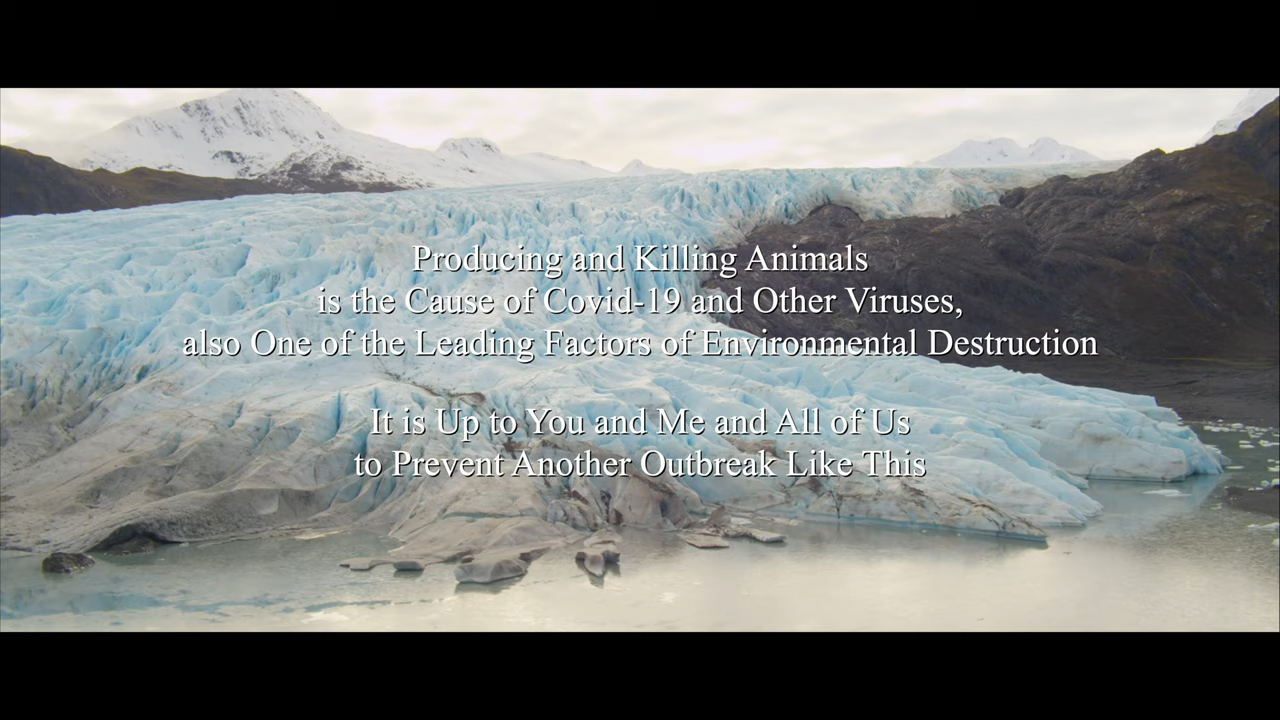 Producing and Killing Animals
is the Cause of Covid-19 and Other Viruses,
also One of the Leading Factors of Environmental Destruction
It is Up to You and Me and All of Us
to Prevent Another Outbreak Like This